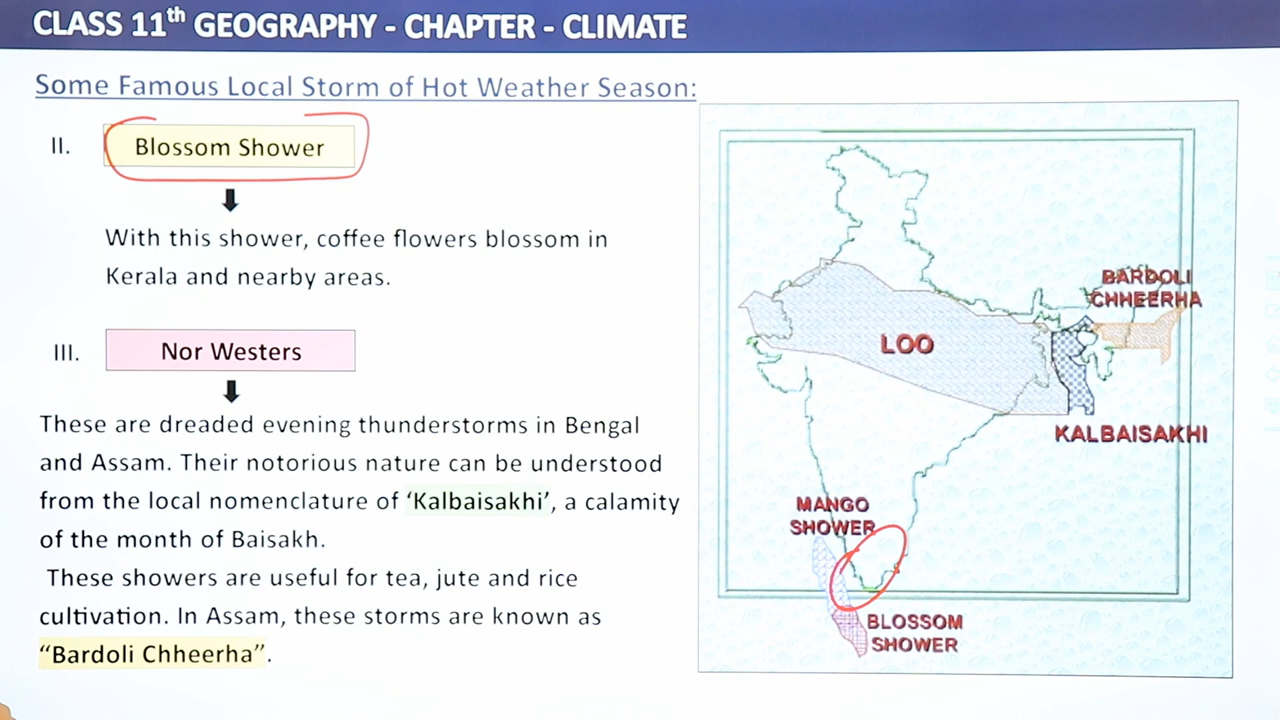 CLASS 11th GEOGRAPHY - CHAPTER - CLIMATE
Some Famous Local Storm of Hot Weather Season:
II. Blossom Shower
With this shower, coffee flowers blossom in
Kerala and nearby areas.
III. Nor Westers
These are dreaded evening thunderstorms in Bengal
and Assam. Their notorious nature can be understood
from the local nomenclature of ‘Kalbaisakhi’, a calamity
of the month of Baisakh.
These showers are useful for tea, jute and rice
cultivation. In Assam, these storms are known as
“Bardoli Chheerha”.
BARDOLI
CHHEERHA
LOO
KALBAISAKHI
MANGO
SHOWER
BLOSSOM
SHOWER